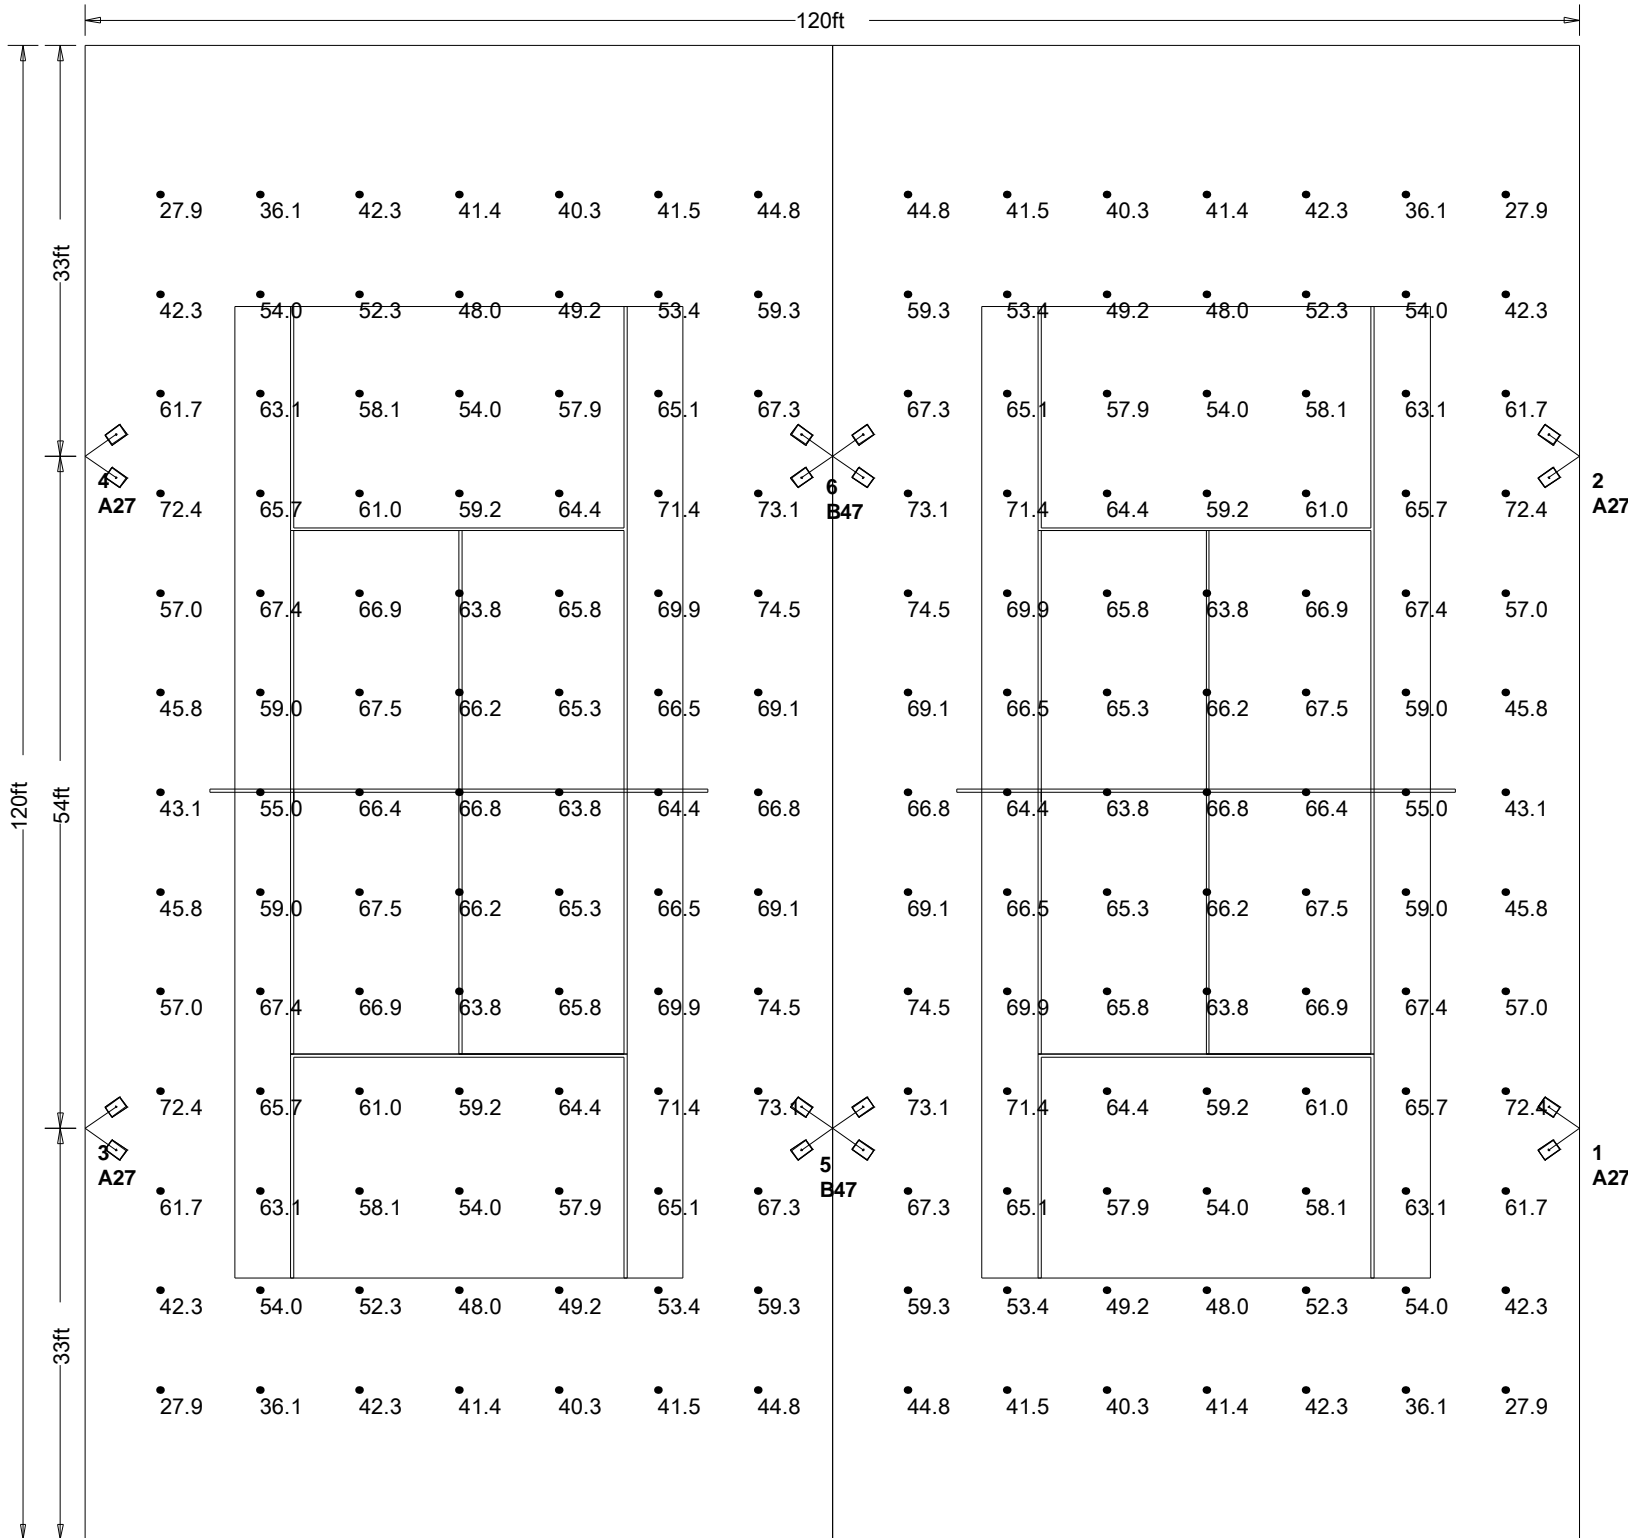 120ft
27.9 36.1 42.3 41.4 40.3 41.5 44.8 44.8 41.5 40.3 41.4 42.3 36.1 27.9
33ft
42.3 54.0 52.3 48.0 49.2 53.4 59.3 59.3 53.4 49.2 48.0 52.3 54.0 42.3
61.7 63.1 58.1 54.0 57.9 65.1 67.3 67.3 65.1 57.9 54.0 58.1 63.1 61.7
4 6 2
A27 B47 A27
72.4 65.7 61.0 59.2 64.4 71.4 73.1 73.1 71.4 64.4 59.2 61.0 65.7 72.4
57.0 67.4 66.9 63.8 65.8 69.9 74.5 74.5 69.9 65.8 63.8 66.9 67.4 57.0
45.8 59.0 67.5 66.2 65.3 66.5 69.1 69.1 66.5 65.3 66.2 67.5 59.0 45.8
120ft 54ft
43.1 55.0 66.4 66.8 63.8 64.4 66.8 66.8 64.4 63.8 66.8 66.4 55.0 43.1
45.8 59.0 67.5 66.2 65.3 66.5 69.1 69.1 66.5 65.3 66.2 67.5 59.0 45.8
57.0 67.4 66.9 63.8 65.8 69.9 74.5 74.5 69.9 65.8 63.8 66.9 67.4 57.0
72.4 65.7 61.0 59.2 64.4 71.4 73.1 73.1 71.4 64.4 59.2 61.0 65.7 72.4
3 5 1
A27 B47 A27
61.7 63.1 58.1 54.0 57.9 65.1 67.3 67.3 65.1 57.9 54.0 58.1 63.1 61.7
42.3 54.0 52.3 48.0 49.2 53.4 59.3 59.3 53.4 49.2 48.0 52.3 54.0 42.3
33ft
27.9 36.1 42.3 41.4 40.3 41.5 44.8 44.8 41.5 40.3 41.4 42.3 36.1 27.9